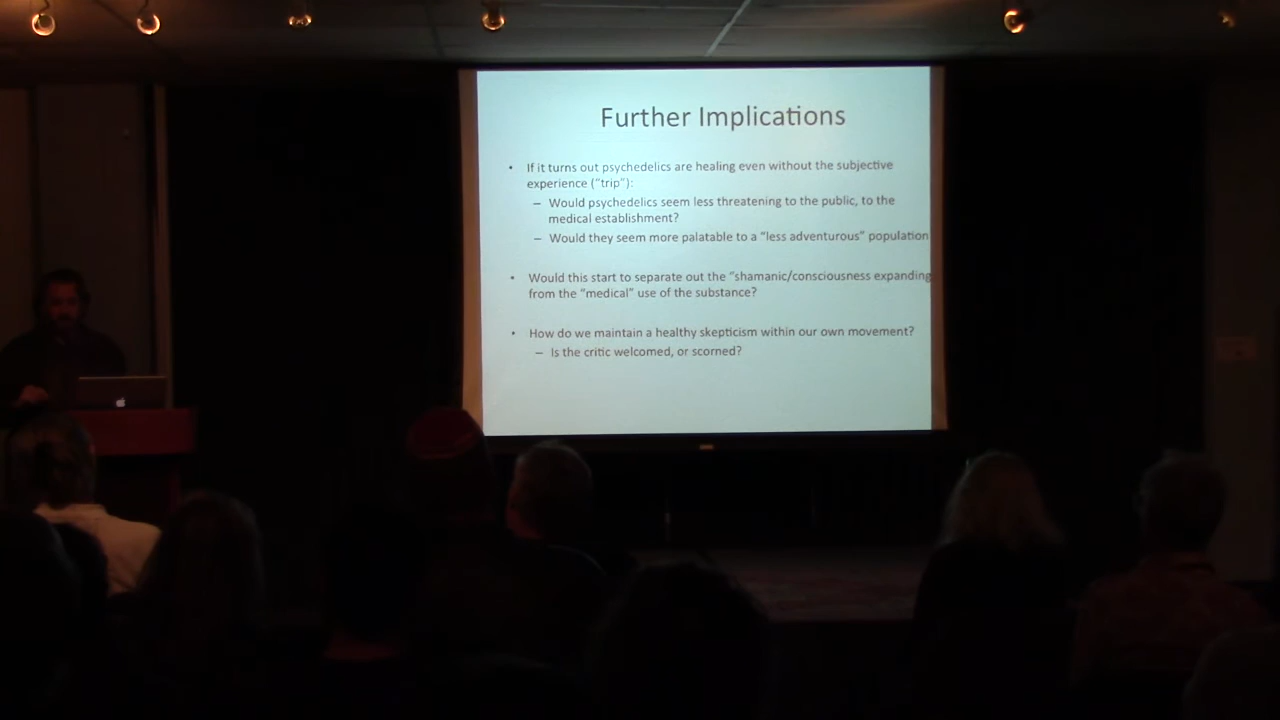 Further Implications
• If it turns out psychedelics are healing even without the subjective
experience ("trip"):
– Would psychedelics seem less threatening to the public, to the
medical establishment?
– Would they seem more palatable to a "less adventurous" population
• Would this start to separate out the "shamanic/consciousness expanding
from the "medical" use of the substance?
• How do we maintain a healthy skepticism within our own movement?
– Is the critic welcomed, or scorned?